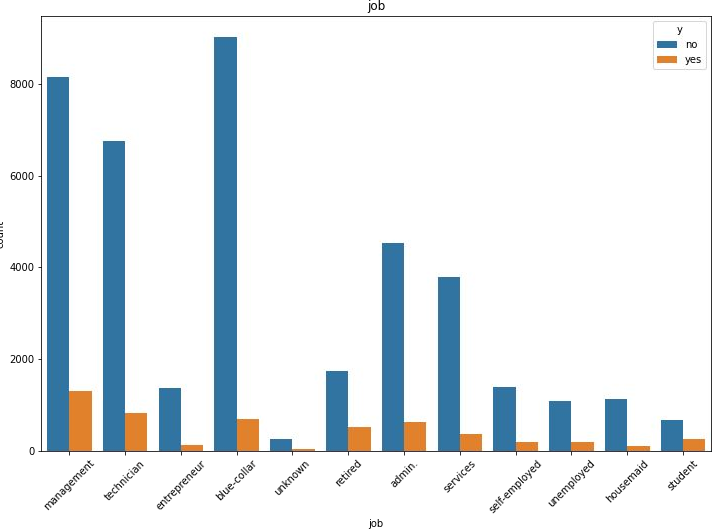 job
y
no
yes
8000
6000
4000
2000
0
count
management
technician
entrepreneur
blue-collar
unknown
retired
admin.
services
self-employed
unemployed
housemaid
student
job